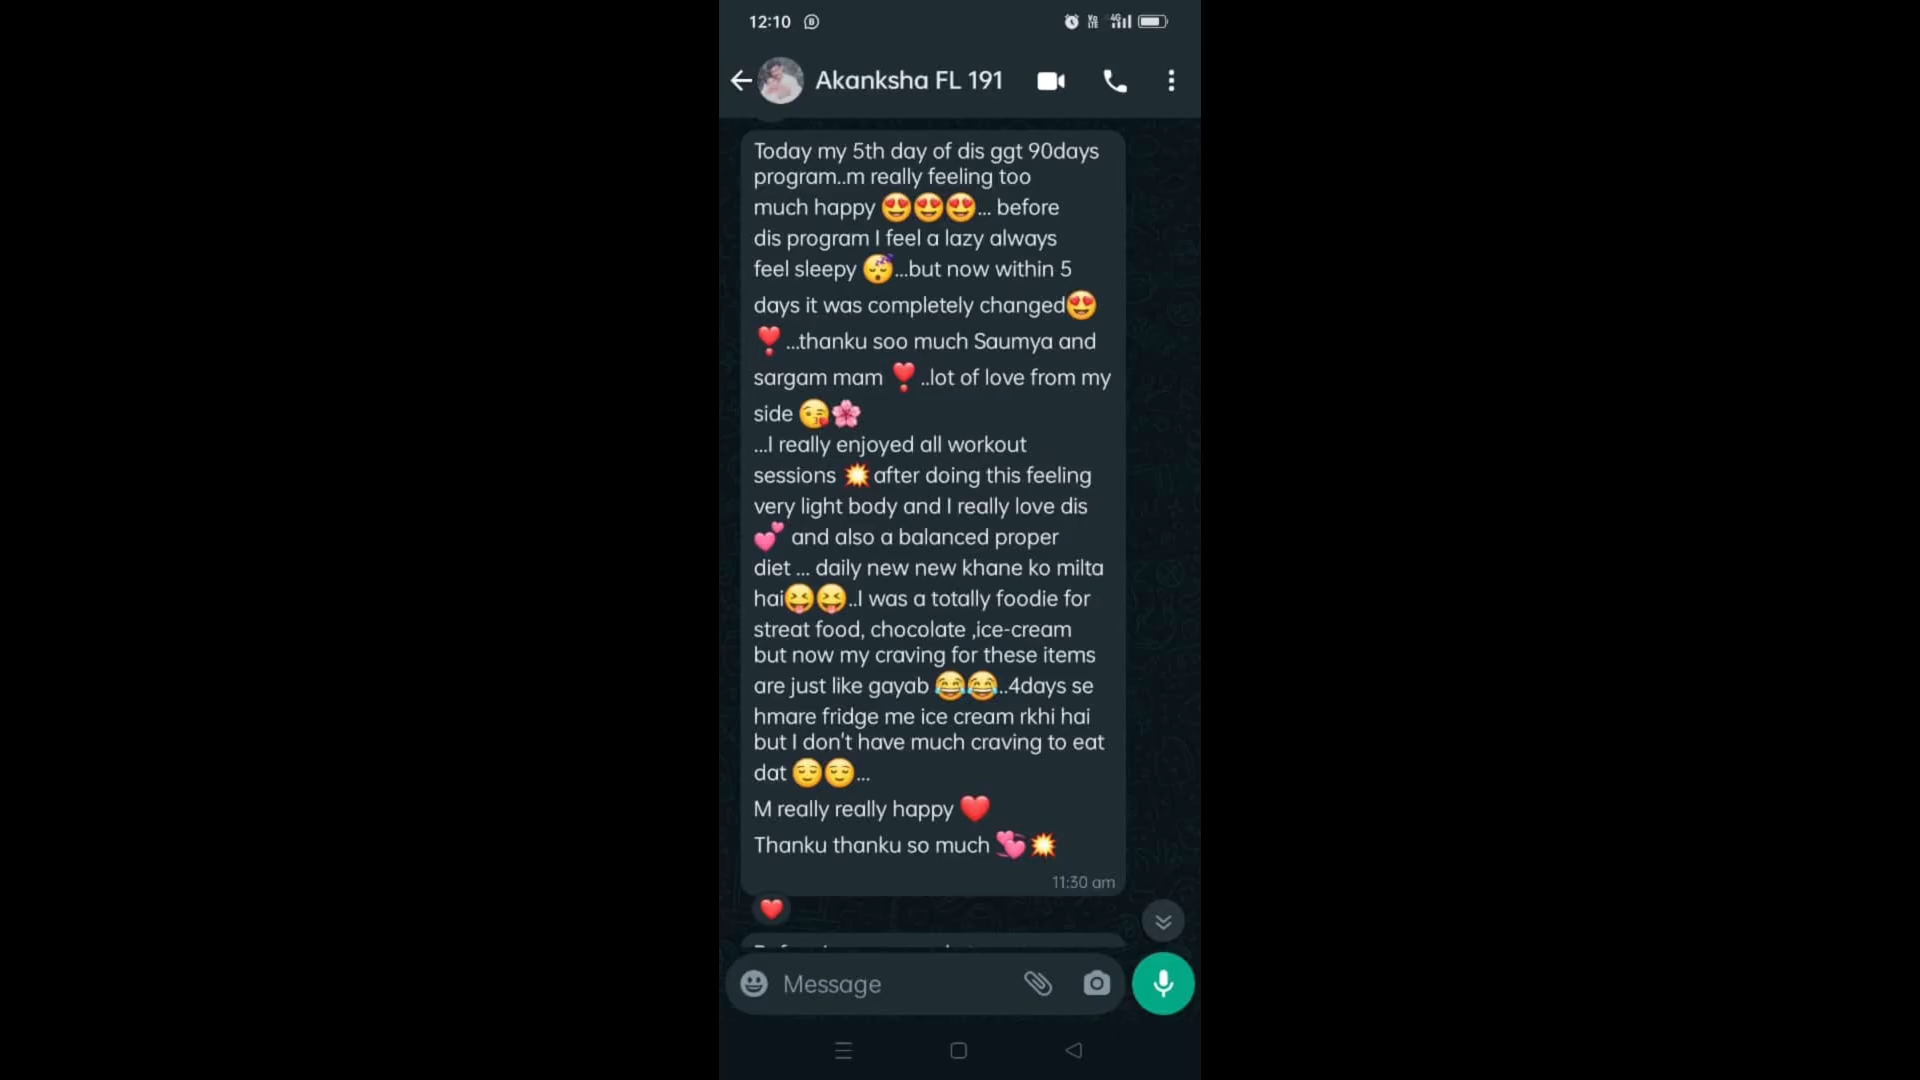 12:10
Akanksha FL 191
Today my 5th day of dis ggt 90days
program..m really feeling too
much happy 😍😍😍... before
dis program I feel a lazy always
feel sleepy 😴...but now within 5
days it was completely changed😍
❣️...thanku soo much Saumya and
sargam mam ❣️..lot of love from my
side 😘🌸
...I really enjoyed all workout
sessions 💥after doing this feeling
very light body and I really love dis
💕 and also a balanced proper
diet ... daily new new khane ko milta
hai😝😝..I was a totally foodie for
streat food, chocolate ,ice-cream
but now my craving for these items
are just like gayab 😂😂..4days se
hmare fridge me ice cream rkhi hai
but I don't have much craving to eat
dat 😌😌...
M really really happy ❤️
Thanku thanku so much 💞💥
11:30 am
Message